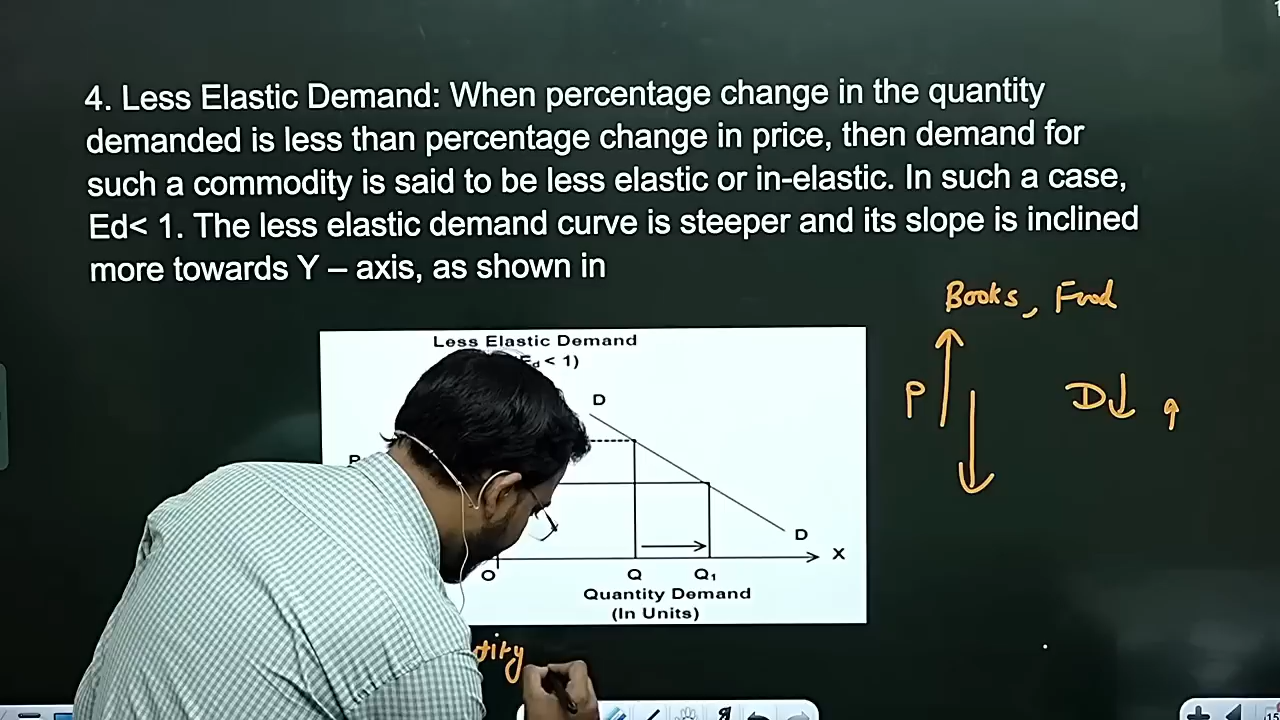 4. Less Elastic Demand: When percentage change in the quantity
demanded is less than percentage change in price, then demand for
such a commodity is said to be less elastic or in-elastic. In such a case,
Ed< 1. The less elastic demand curve is steeper and its slope is inclined
more towards Y – axis, as shown in
Books, Food
Less Elastic Demand
< 1)
D
P D
D
X
O Q Q₁
Quantity Demand
(In Units)